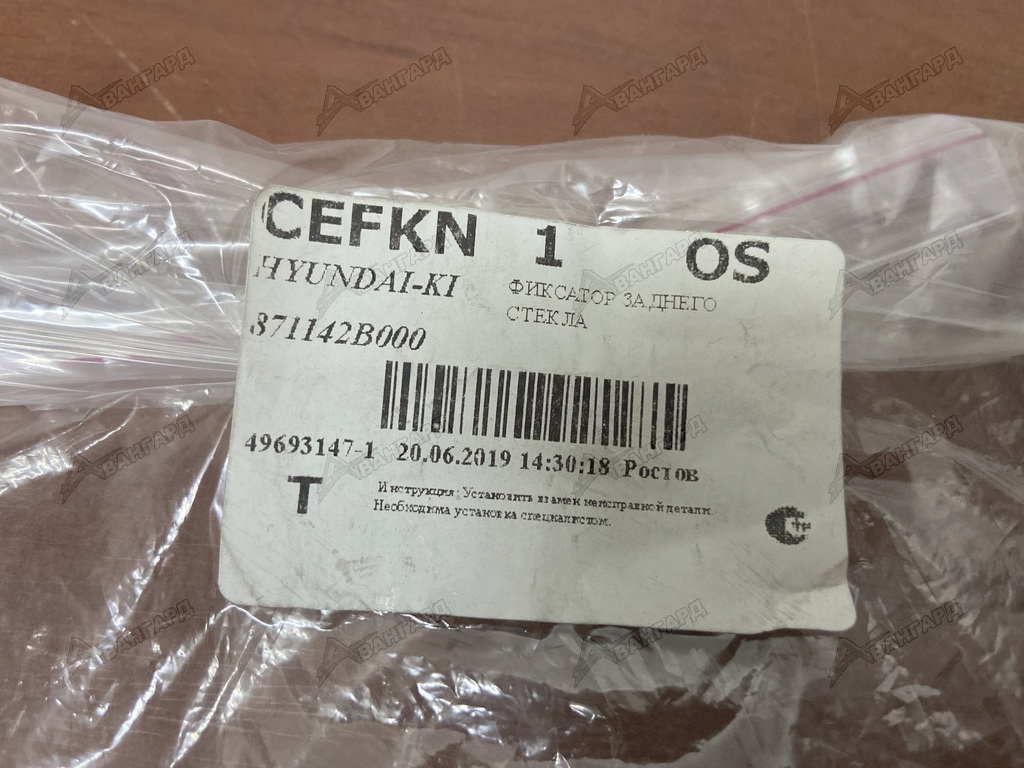 CEFKN 1 OS
HYUNDAI-KI
ФИКСАТОР ЗАДНЕГО
СТЕКЛА
871142B000
49693147-1 20.06.2019 14:30:18 Ростов
T
Инструкция: Установить взамен неисправной детали.
Необходима установка специалистом.
АВАНГАРД